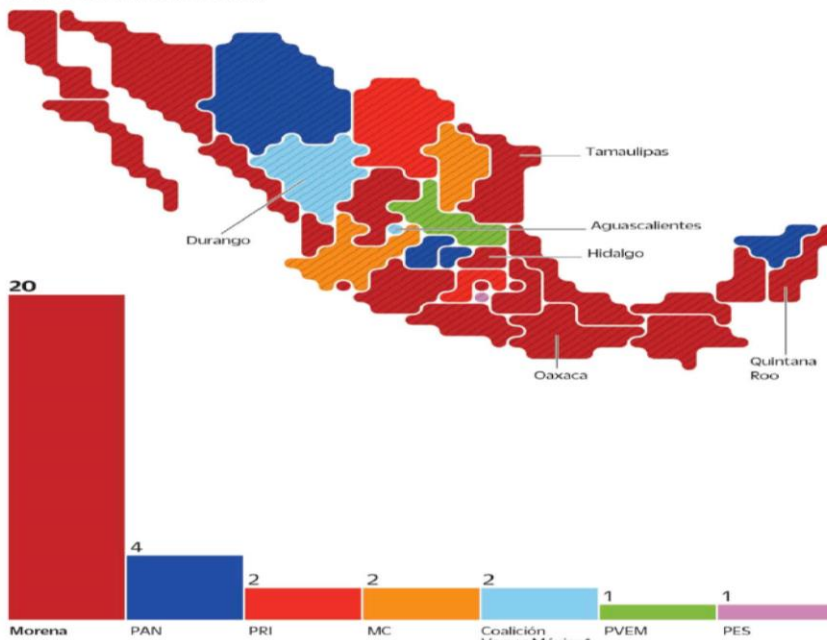 Tamaulipas
Durango
Aguascalientes
Hidalgo
Oaxaca
Quintana
Roo
20
4
2
2
2
1
1
Morena
PAN
PRI
MC
Coalición
PVEM
PES